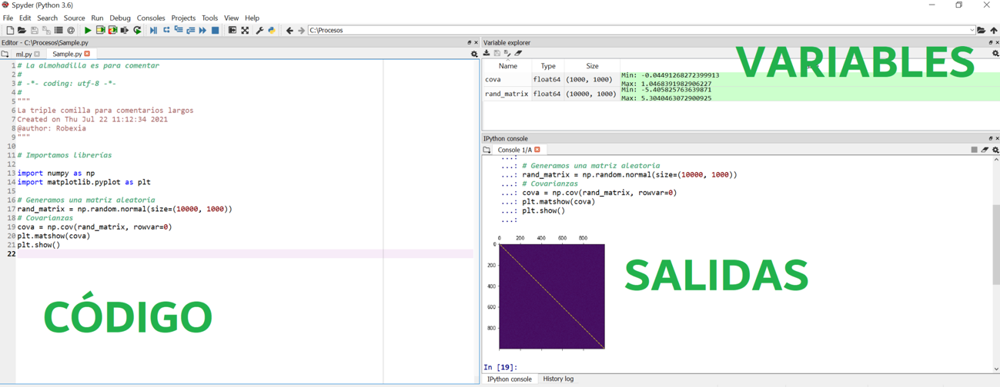 Spyder (Python 3.6)
File Edit Search Source Run Debug Consoles Projects Tools View Help
C:\Procesos
Editor - C:\Procesos\Sample.py
ml.py Sample.py
1 # La almohadilla es para comentar
2 #
3 # -*- coding: utf-8 -*-
4 #
5 """
6 La triple comilla para comentarios largos
7 Created on Thu Jul 22 11:12:34 2021
8 @author: Robexia
9 """
10
11 # Importamos librerías
12
13 import numpy as np
14 import matplotlib.pyplot as plt
15
16 # Generamos una matriz aleatoria
17 rand_matrix = np.random.normal(size=(10000, 1000))
18 # Covarianzas
19 cova = np.cov(rand_matrix, rowvar=0)
20 plt.matshow(cova)
21 plt.show()
22
CÓDIGO
Variable explorer
VARIABLES
Name Type Size
cova float64 (1000, 1000) Min: -0.04491268272399913
Max: 1.0468391982906227
rand_matrix float64 (10000, 1000) Min: -5.405825763639871
Max: 5.3040463072900925
IPython console
Console 1/A
...:
...: # Generamos una matriz aleatoria
...: rand_matrix = np.random.normal(size=(10000, 1000))
...: # Covarianzas
...: cova = np.cov(rand_matrix, rowvar=0)
...: plt.matshow(cova)
...: plt.show()
...:
0 200 400 600 800
0
200
400
600
800
SALIDAS
In [19]:
IPython console History log